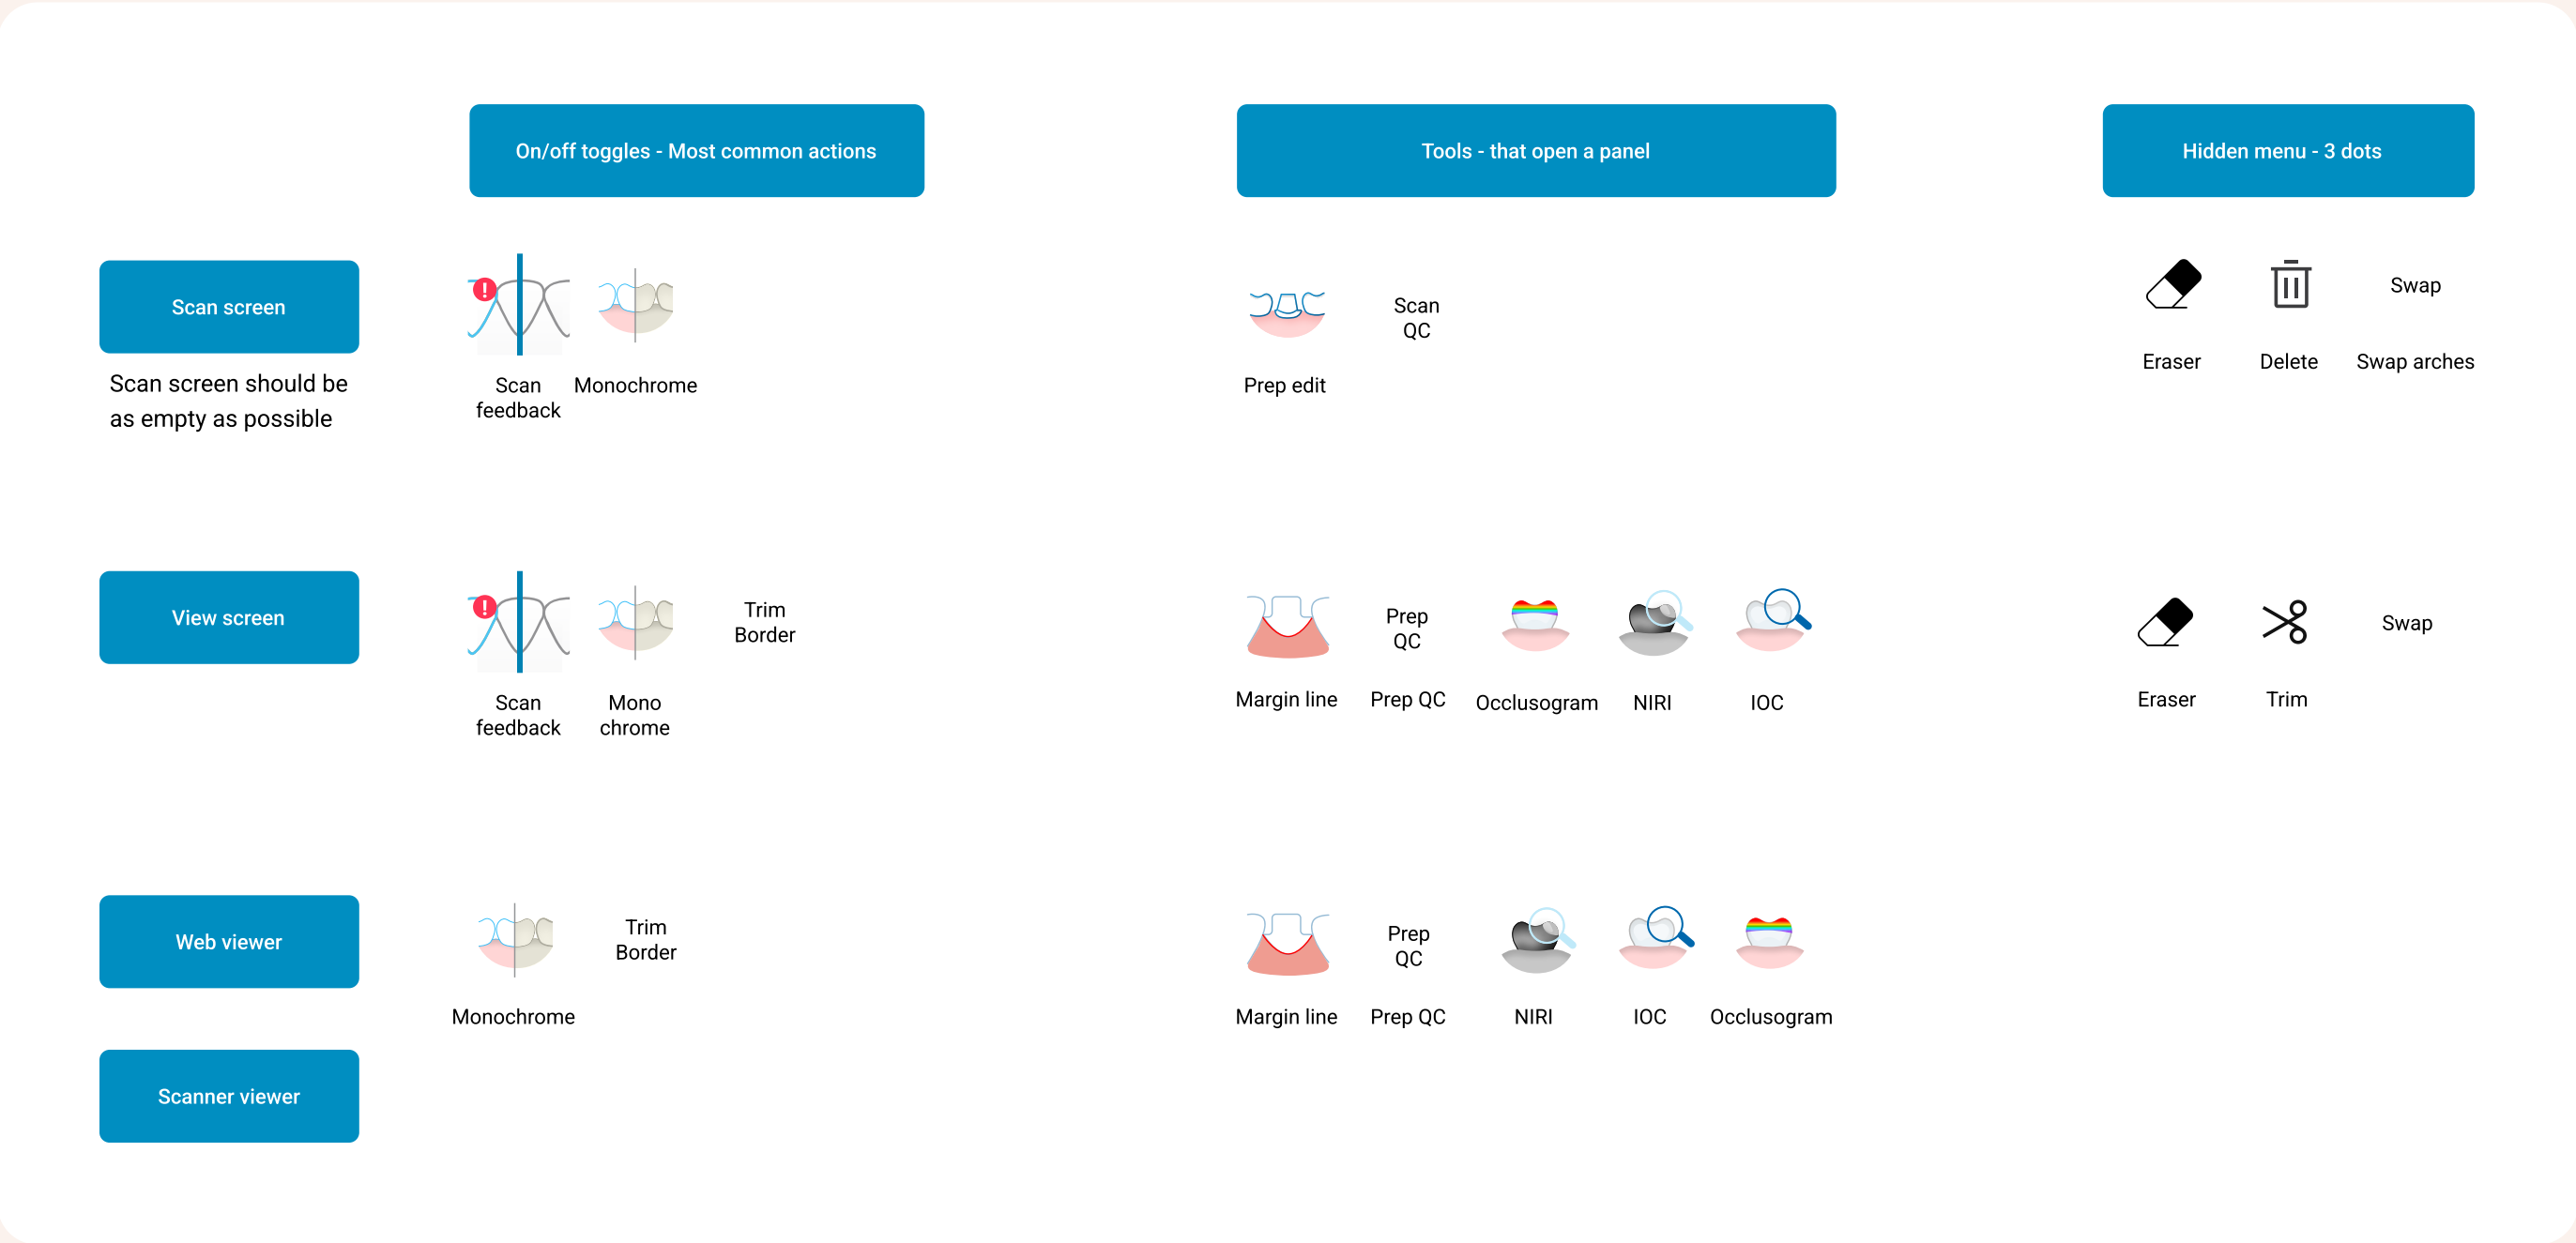 On/off toggles - Most common actions
Tools - that open a panel
Hidden menu - 3 dots
Scan screen
Scan screen should be
as empty as possible
!
Scan
feedback
Monochrome
Prep edit
Scan
QC
Eraser
Delete
Swap
Swap arches
View screen
!
Scan
feedback
Mono
chrome
Trim
Border
Margin line
Prep
QC
Prep QC
Occlusogram
NIRI
IOC
Eraser
Trim
Swap
Web viewer
Monochrome
Trim
Border
Margin line
Prep
QC
Prep QC
NIRI
IOC
Occlusogram
Scanner viewer